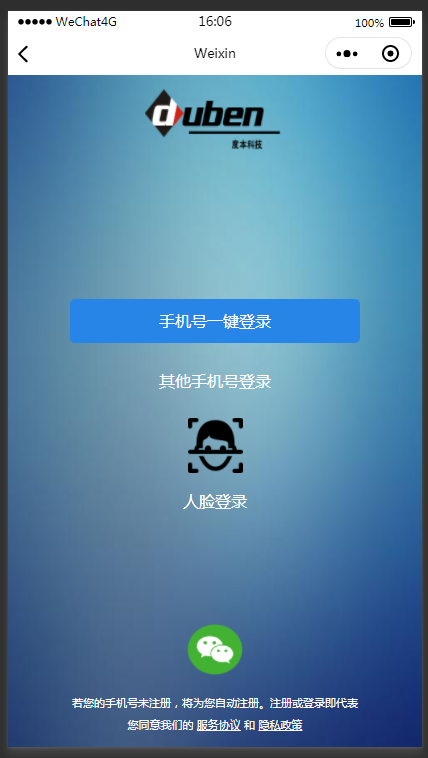 WeChat4G
16:06
100%
Weixin
duben
度本科技
手机号一键登录
其他手机号登录
人脸登录
若您的手机号未注册，将为您自动注册。注册或登录即代表
您同意我们的 服务协议 和 隐私政策